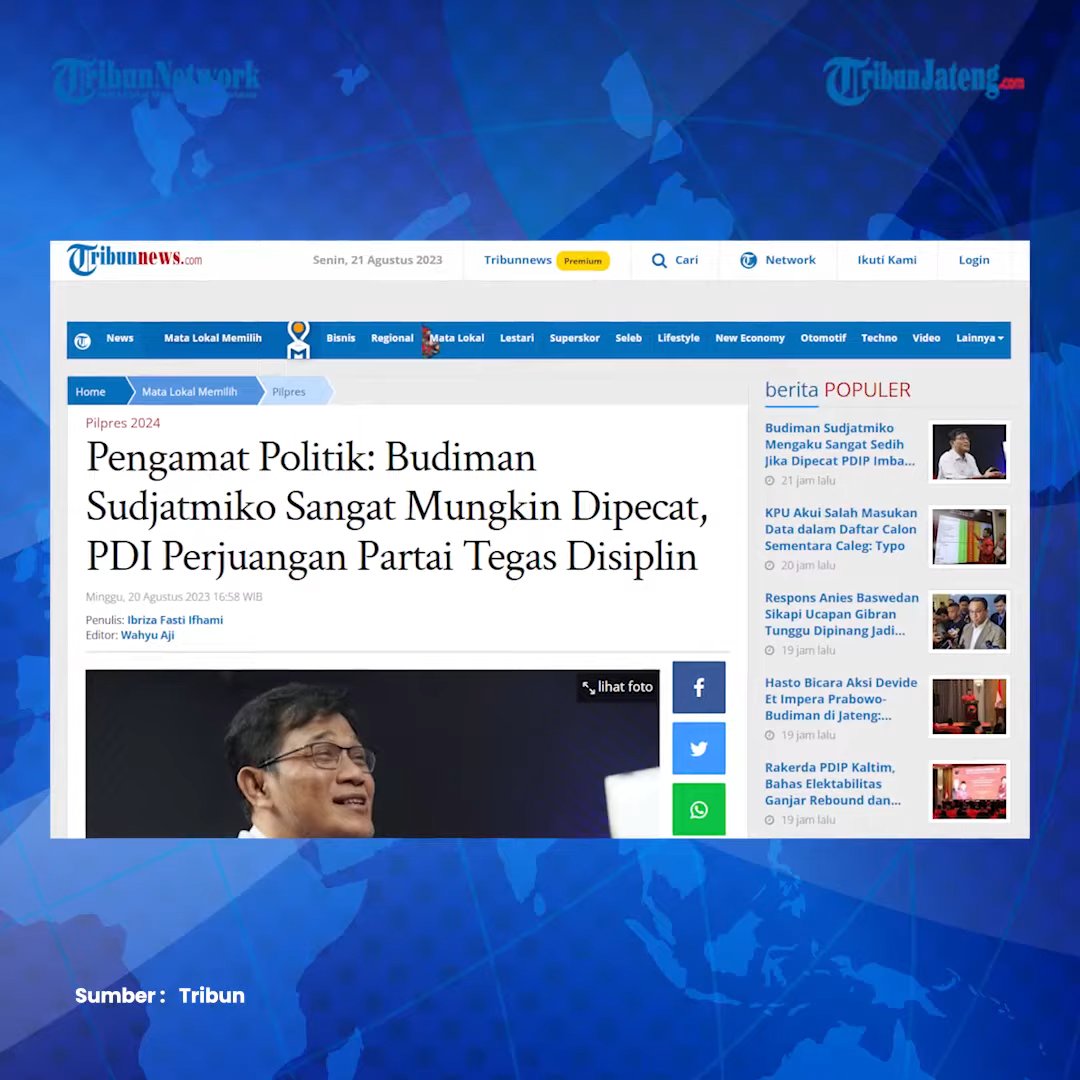 TribunNetwork
TribunJateng.com
Tribunnews.com
Senin, 21 Agustus 2023
Tribunnews Premium
Cari
Network
Ikuti Kami
Login
News Mata Lokal Memilih Bisnis Regional Mata Lokal Lestari Superskor Seleb Lifestyle New Economy Otomotif Techno Video Lainnya
Home Mata Lokal Memilih Pilpres
Pilpres 2024
Pengamat Politik: Budiman
Sudjatmiko Sangat Mungkin Dipecat,
PDI Perjuangan Partai Tegas Disiplin
Minggu, 20 Agustus 2023 16:58 WIB
Penulis: Ibriza Fasti Ifhami
Editor: Wahyu Aji
lihat foto
berita POPULER
Budiman Sudjatmiko
Mengaku Sangat Sedih
Jika Dipecat PDIP Imba...
21 jam lalu
KPU Akui Salah Masukan
Data dalam Daftar Calon
Sementara Caleg: Typo
20 jam lalu
Respons Anies Baswedan
Sikapi Ucapan Gibran
Tunggu Dipinang Jadi...
19 jam lalu
Hasto Bicara Aksi Devide
Et Impera Prabowo-
Budiman di Jateng:...
19 jam lalu
Rakerda PDIP Kaltim,
Bahas Elektabilitas
Ganjar Rebound dan...
19 jam lalu
Sumber : Tribun